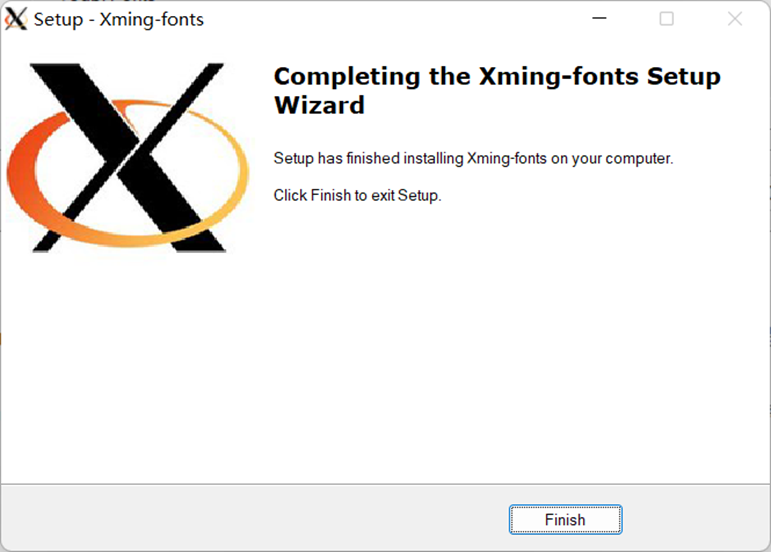 Setup - Xming-fonts
Completing the Xming-fonts Setup
Wizard
Setup has finished installing Xming-fonts on your computer.
Click Finish to exit Setup.
Finish